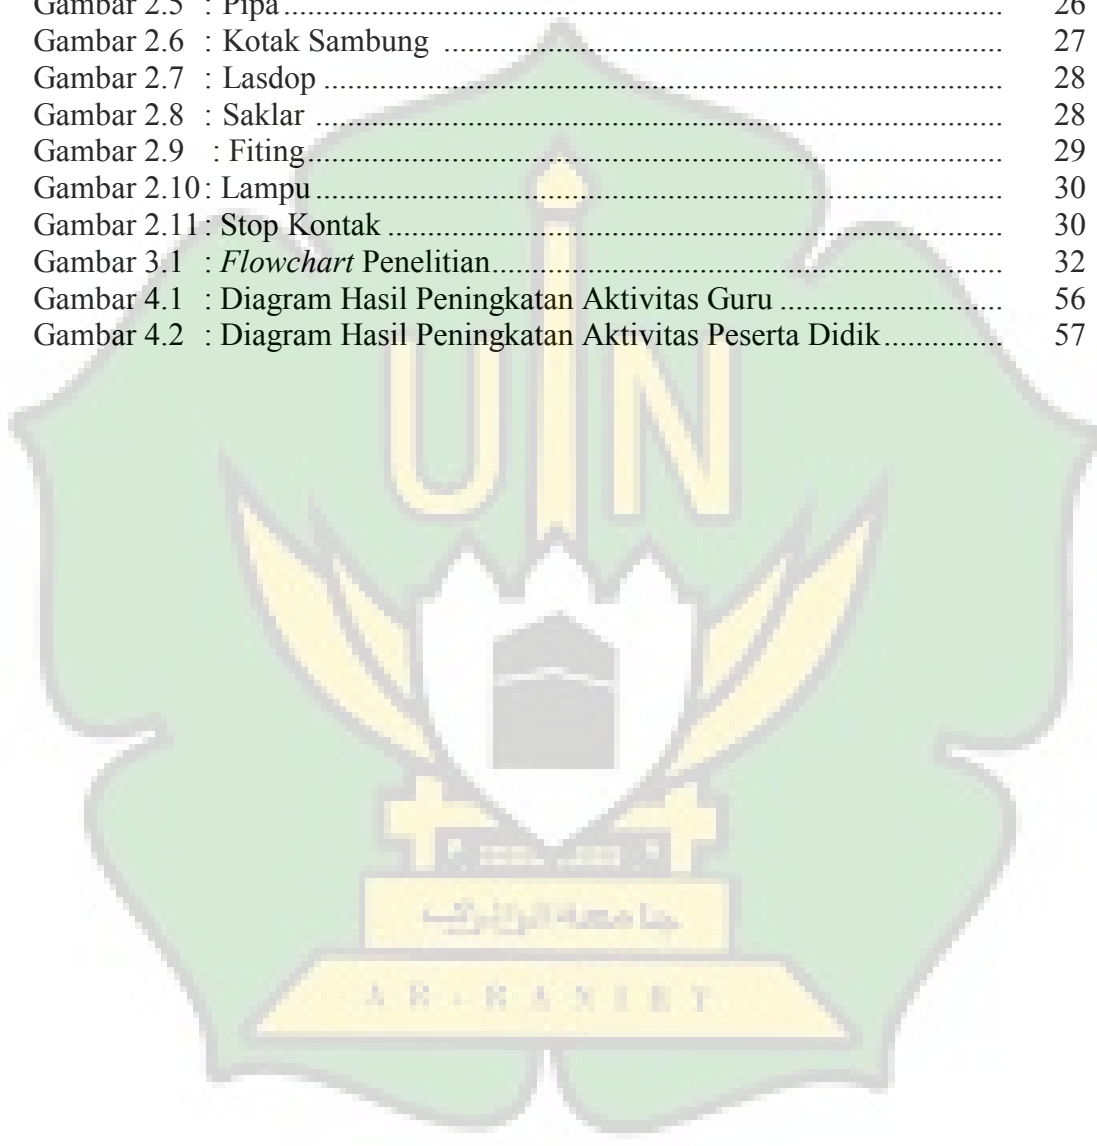 Gambar 2.5 : Pipa.......................................................................................... 26
Gambar 2.6 : Kotak Sambung ...................................................................... 27
Gambar 2.7 : Lasdop ..................................................................................... 28
Gambar 2.8 : Saklar ...................................................................................... 28
Gambar 2.9 : Fiting....................................................................................... 29
Gambar 2.10 : Lampu...................................................................................... 30
Gambar 2.11 : Stop Kontak ............................................................................. 30
Gambar 3.1 : Flowchart Penelitian................................................................ 32
Gambar 4.1 : Diagram Hasil Peningkatan Aktivitas Guru ............................ 56
Gambar 4.2 : Diagram Hasil Peningkatan Aktivitas Peserta Didik............... 57
UIN
جامعة الرانيري
AR-RANIRY